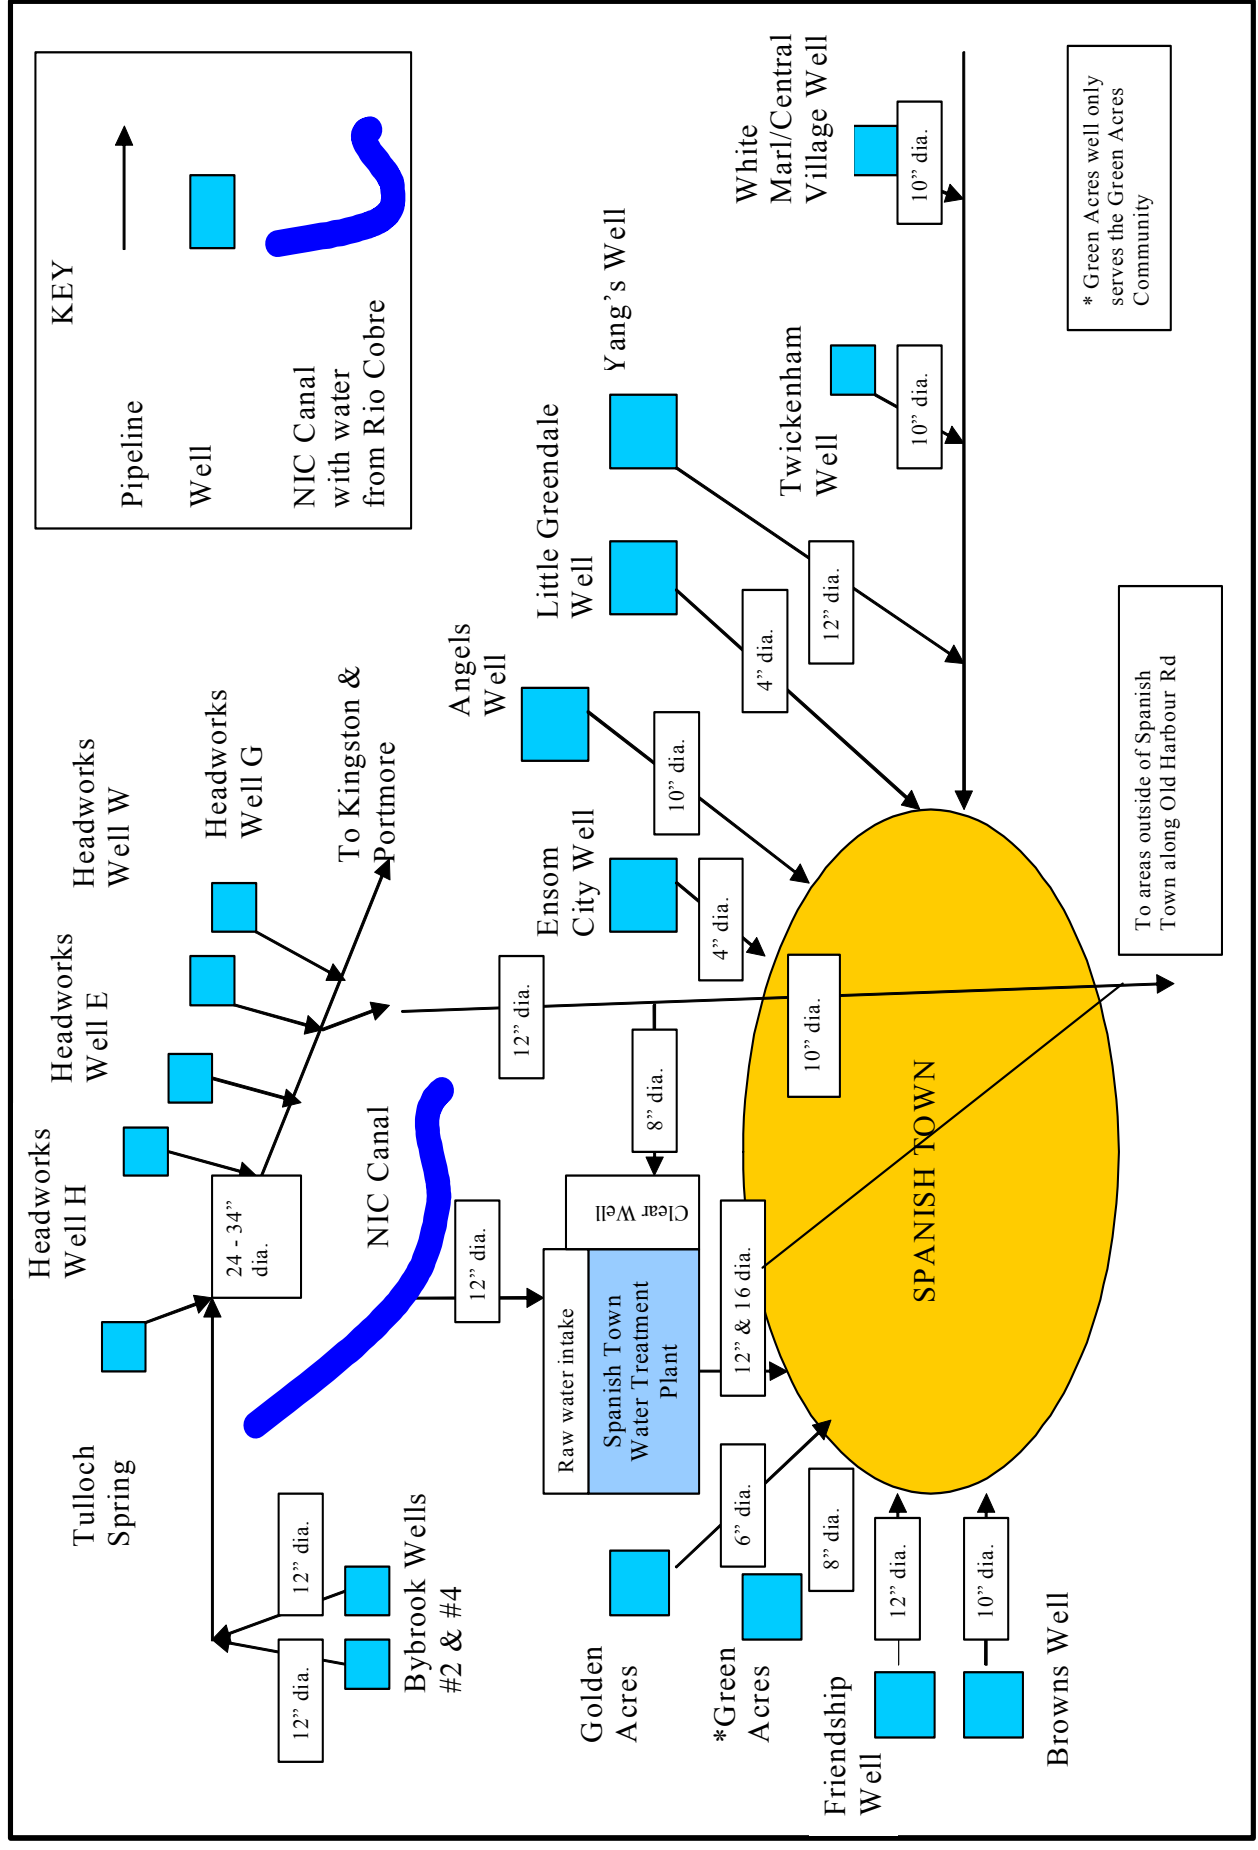 Headworks
Well H
Headworks
Well E
Headworks
Well W
Headworks
Well G
Tulloch
Spring
24 - 34”
dia.
To Kingston &
Portmore
KEY
Pipeline
Well
NIC Canal
with water
from Rio Cobre
12” dia.
12” dia.
Bybrook Wells
#2 & #4
NIC Canal
12” dia.
12” dia.
8” dia.
Raw water intake
Spanish Town
Water Treatment
Plant
Clear Well
12” & 16 dia.
Ensom
City Well
4” dia.
Angels
Well
10” dia.
Little Greendale
Well
4” dia.
Yang’s Well
12” dia.
White
Marl/Central
Village Well
10” dia.
Twickenham
Well
10” dia.
Golden
Acres
6” dia.
*Green
Acres
8” dia.
Friendship
Well
12” dia.
Browns Well
10” dia.
10” dia.
SPANISH TOWN
To areas outside of Spanish
Town along Old Harbour Rd
* Green Acres well only
serves the Green Acres
Community